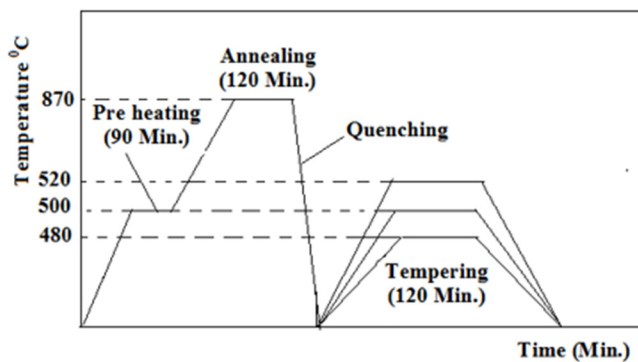 Temperature ⁰C
870
520
500
480
Pre heating
(90 Min.)
Annealing
(120 Min.)
Quenching
Tempering
(120 Min.)
Time (Min.)